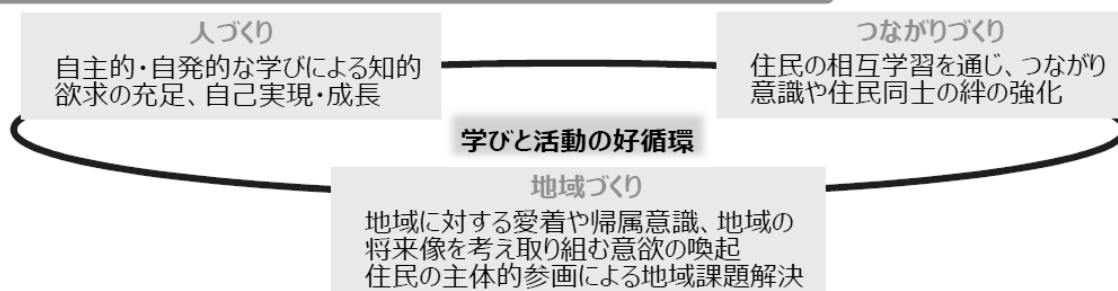 人づくり
自主的・自発的な学びによる知的
欲求の充足、自己実現・成長
つながりづくり
住民の相互学習を通じ、つながり
意識や住民同士の絆の強化
学びと活動の好循環
地域づくり
地域に対する愛着や帰属意識、地域の
将来像を考え取り組む意欲の喚起
住民の主体的参画による地域課題解決